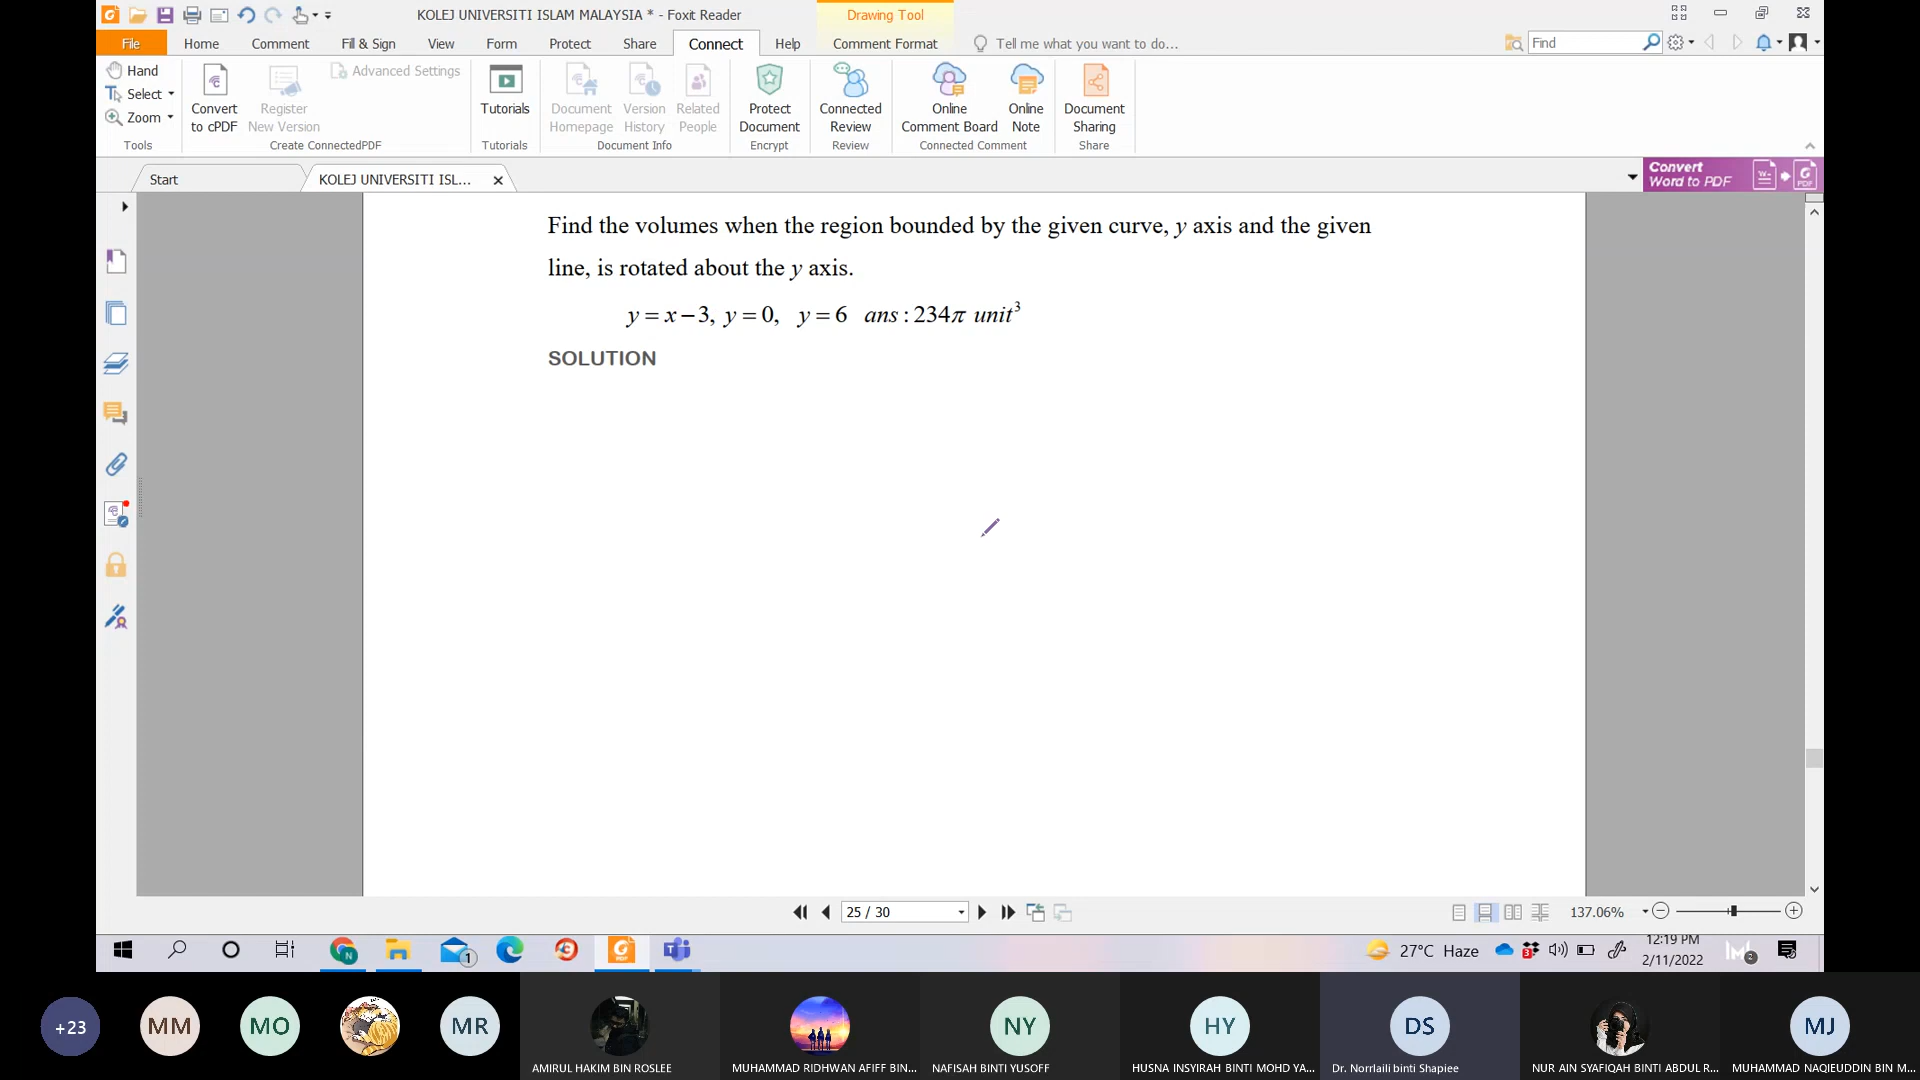 KOLEJ UNIVERSITI ISLAM MALAYSIA * - Foxit Reader
Drawing Tool
File Home Comment Fill & Sign View Form Protect Share Connect Help Comment Format Tell me what you want to do... Find
Hand
Select
Zoom
Tools
Convert to cPDF
Register New Version
Advanced Settings
Create ConnectedPDF
Tutorials
Tutorials
Document Homepage
Version History
Related People
Document Info
Protect Document
Encrypt
Connected Review
Review
Online Comment Board
Online Note
Connected Comment
Document Sharing
Share
Start
KOLEJ UNIVERSITI ISL...
Convert
Word to PDF
Find the volumes when the region bounded by the given curve, y axis and the given
line, is rotated about the y axis.
y = x − 3, y = 0, y = 6 ans : 234π unit³
SOLUTION
25 / 30
137.06%
27°C Haze
12:19 PM
2/11/2022
+23
MM
MO
MR
NY
HY
DS
MJ
AMIRUL HAKIM BIN ROSLEE
MUHAMMAD RIDHWAN AFIFF BIN...
NAFISAH BINTI YUSOFF
HUSNA INSYIRAH BINTI MOHD YA...
Dr. Norrlaili binti Shapiee
NUR AIN SYAFIQAH BINTI ABDUL R...
MUHAMMAD NAQIEUDDIN BIN M...